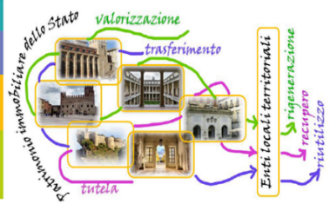 Patrimonio immobiliare dello Stato
valorizzazione
trasferimento
tutela
Enti locali territoriali
rigenerazione
recupero
riutilizzo